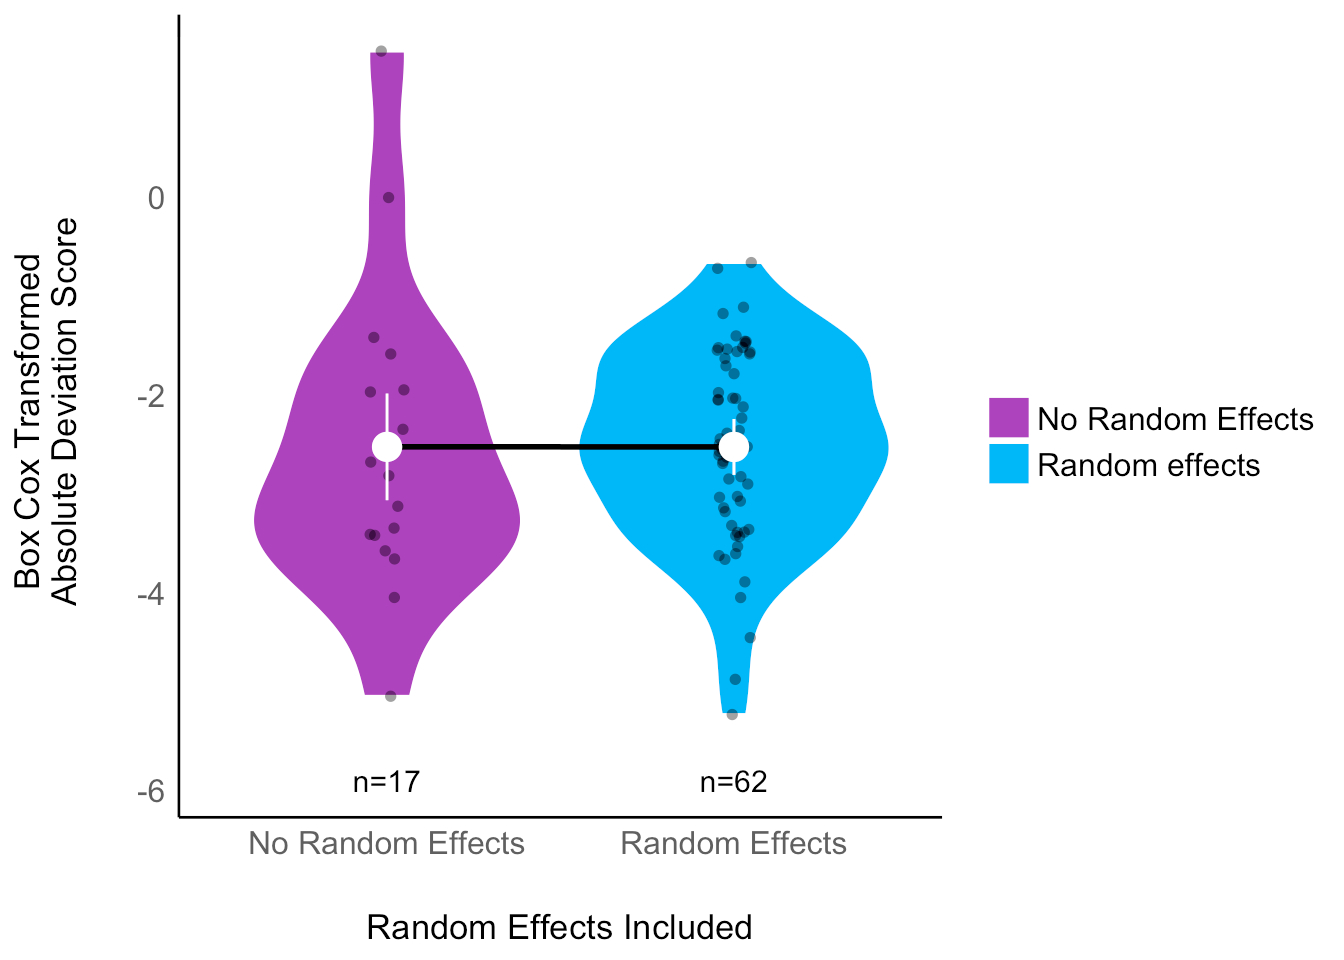 Box Cox Transformed
Absolute Deviation Score
0
-2
-4
-6
n=17
n=62
No Random Effects
Random Effects
Random Effects Included
No Random Effects
Random effects